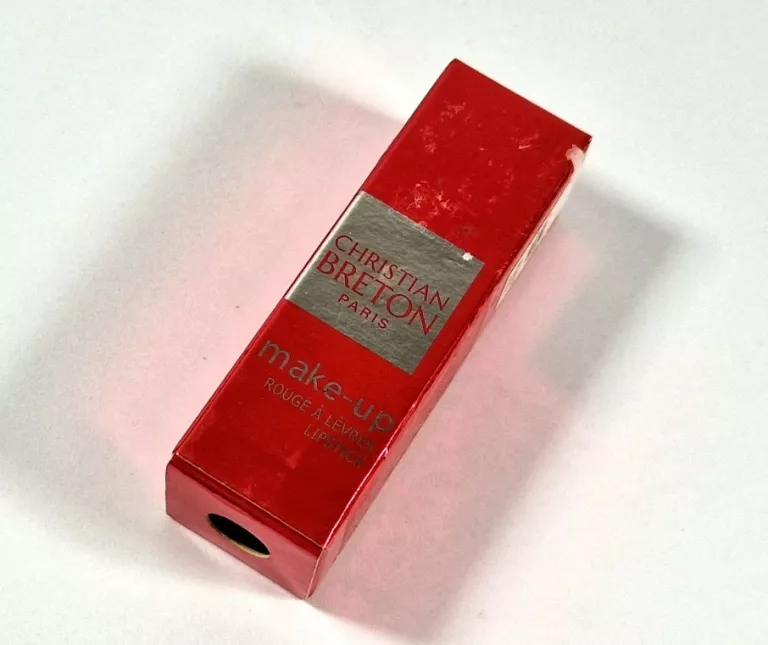 CHRISTIAN
BRETON
PARIS
make-up
ROUGE À LÈVRES
LIPSTICK